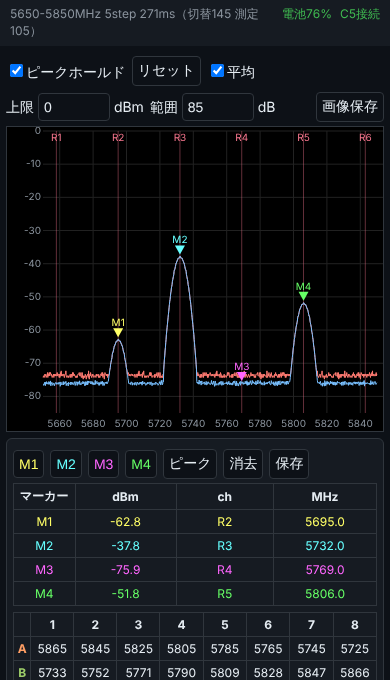 5650-5850MHz 5step 271ms（切替145 測定 電池76% C5接続
105）
ピークホールド リセット 平均
上限 0 dBm 範囲 85 dB 画像保存
0 R1 R2 R3 R4 R5 R6
-10
-20
-30
M2
-40
M4
-50
M1
-60
M3
-70
-80
5660 5680 5700 5720 5740 5760 5780 5800 5820 5840
M1 M2 M3 M4 ピーク 消去 保存
マーカー dBm ch MHz
M1 -62.8 R2 5695.0
M2 -37.8 R3 5732.0
M3 -75.9 R4 5769.0
M4 -51.8 R5 5806.0
1 2 3 4 5 6 7 8
A 5865 5845 5825 5805 5785 5765 5745 5725
B 5733 5752 5771 5790 5809 5828 5847 5866